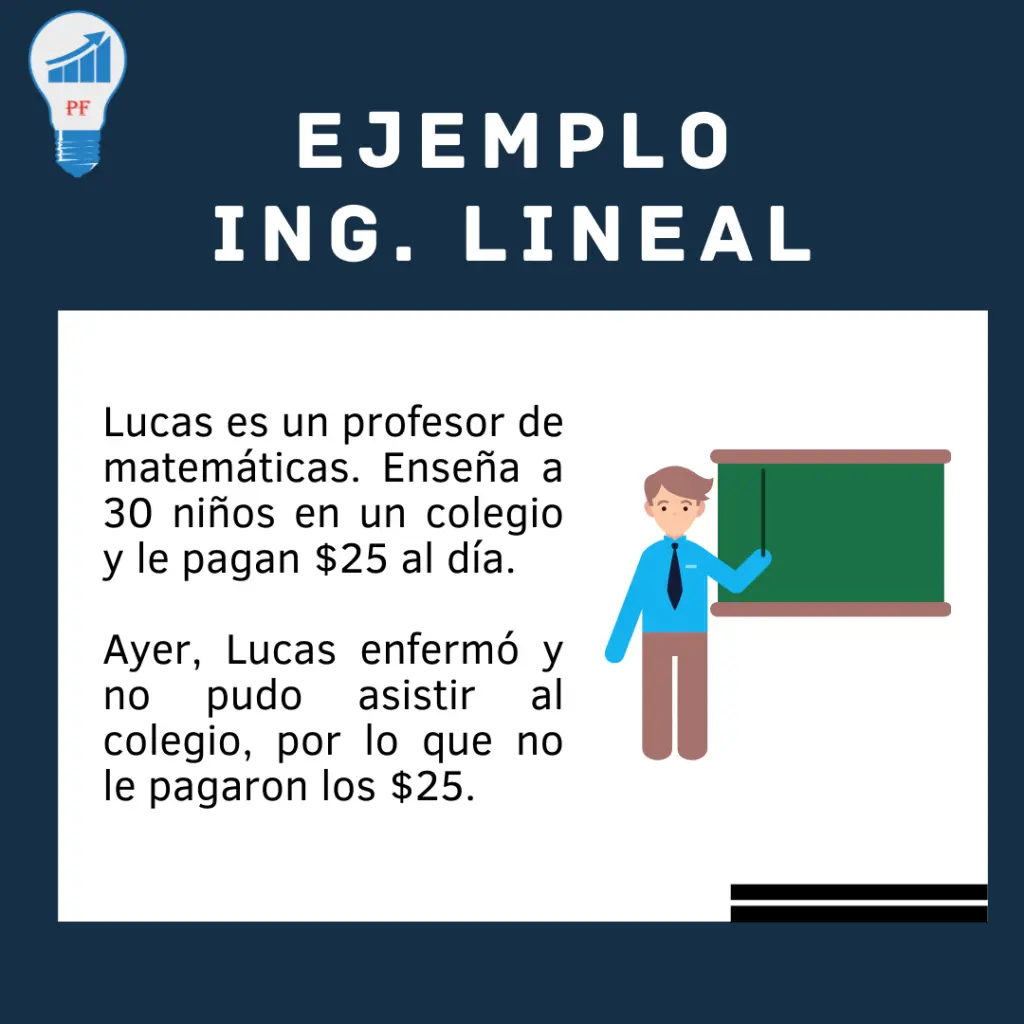 PF
EJEMPLO
ING. LINEAL
Lucas es un profesor de
matemáticas. Enseña a
30 niños en un colegio
y le pagan $25 al día.
Ayer, Lucas enfermó y
no pudo asistir al
colegio, por lo que no
le pagaron los $25.